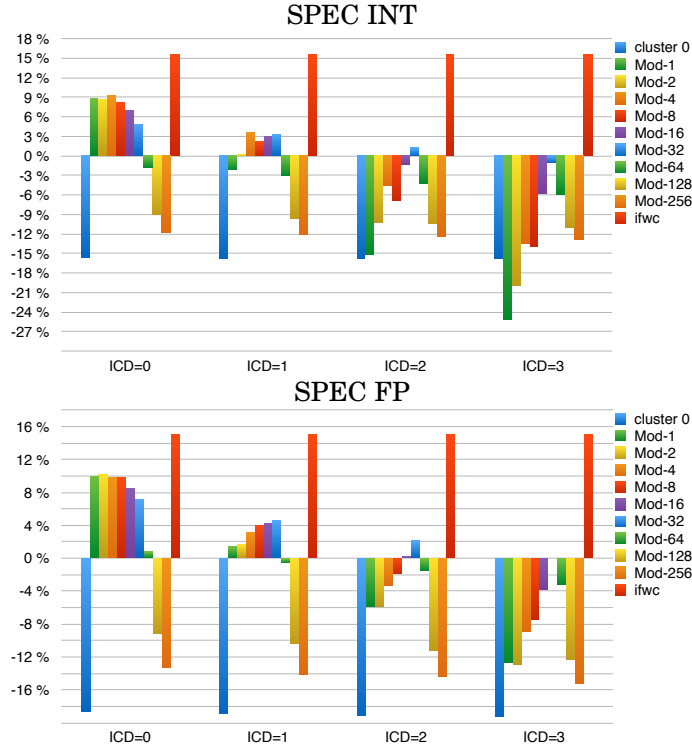 SPEC INT
18 %
15 %
12 %
9 %
6 %
3 %
0 %
-3 %
-6 %
-9 %
-12 %
-15 %
-18 %
-21 %
-24 %
-27 %
ICD=0 ICD=1 ICD=2 ICD=3
cluster 0
Mod-1
Mod-2
Mod-4
Mod-8
Mod-16
Mod-32
Mod-64
Mod-128
Mod-256
ifwc
SPEC FP
16 %
12 %
8 %
4 %
0 %
-4 %
-8 %
-12 %
-16 %
ICD=0 ICD=1 ICD=2 ICD=3
cluster 0
Mod-1
Mod-2
Mod-4
Mod-8
Mod-16
Mod-32
Mod-64
Mod-128
Mod-256
ifwc